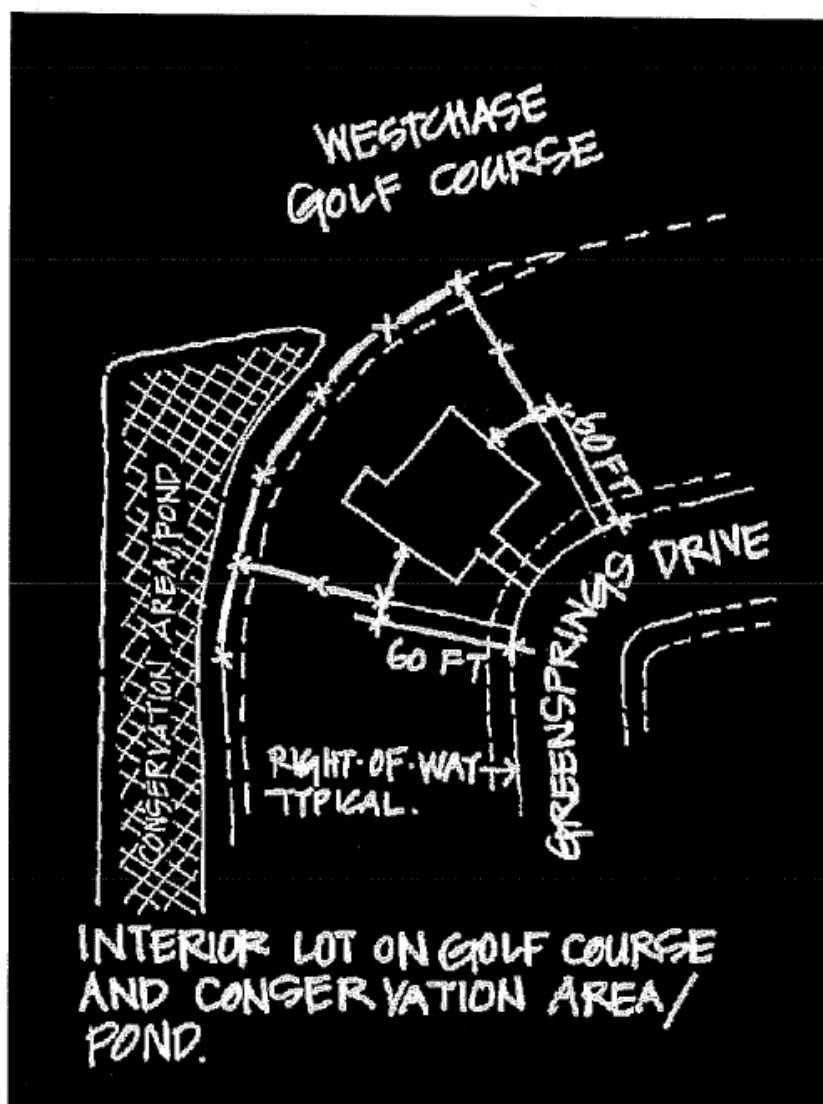 WESTCHASE
GOLF COURSE
60 FT
CONSERVATION AREA/POND
GREENSPRINGS DRIVE
60 FT
RIGHT-OF-WAY
TYPICAL.
INTERIOR LOT ON GOLF COURSE
AND CONSERVATION AREA/
POND.